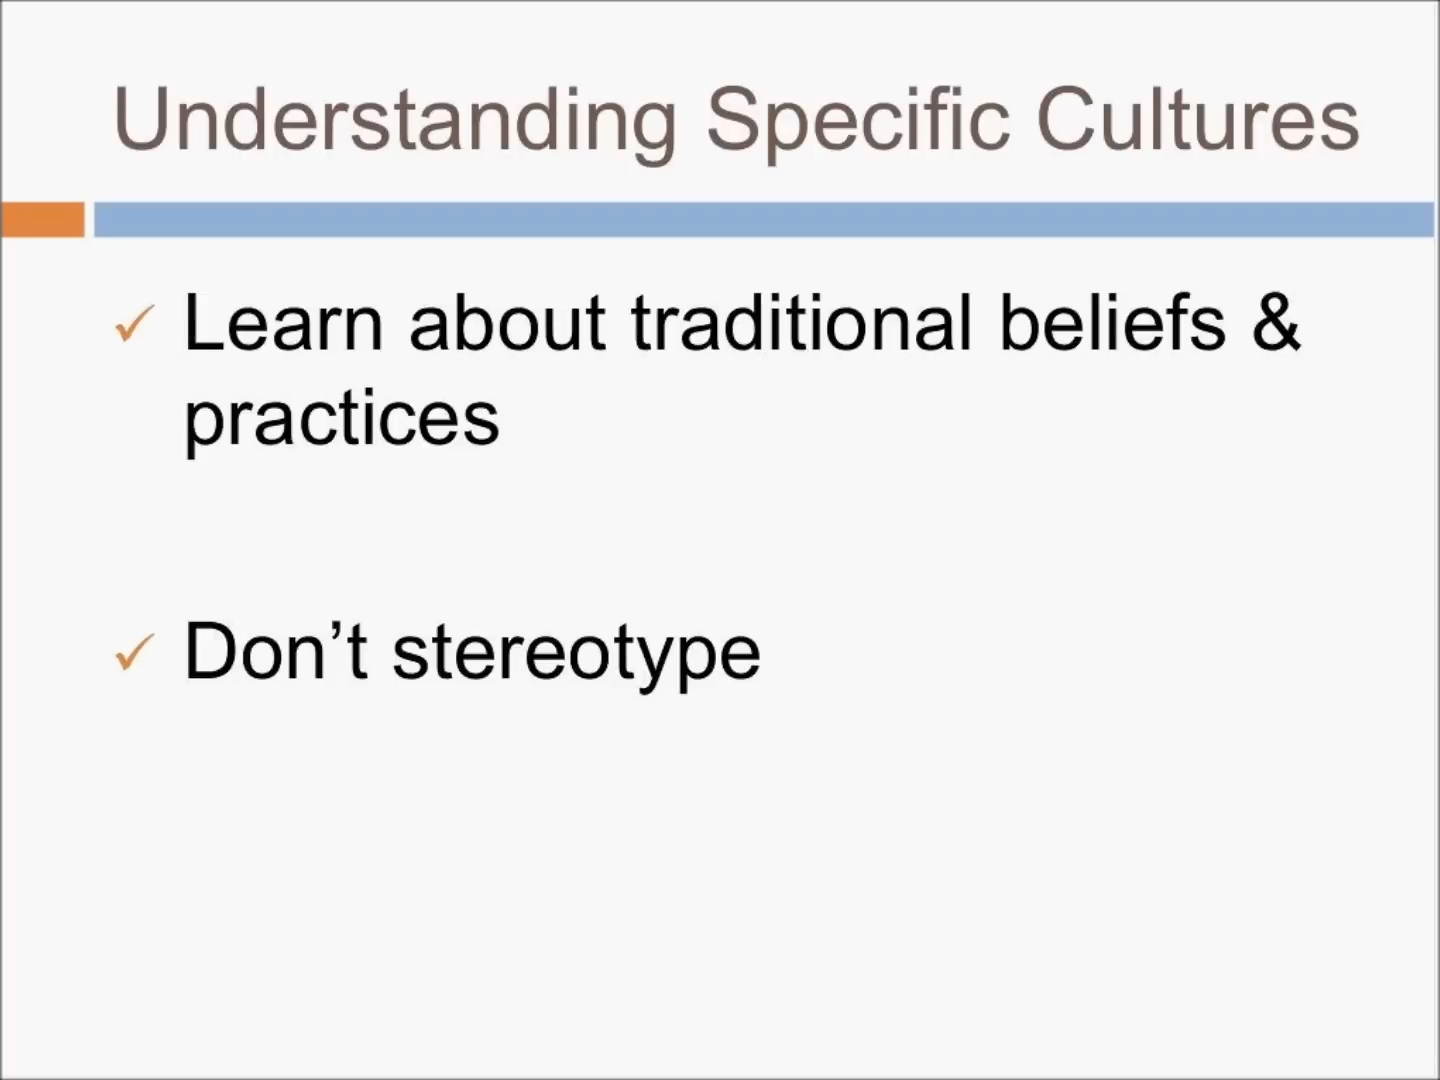 Understanding Specific Cultures
Learn about traditional beliefs &
practices
Don’t stereotype